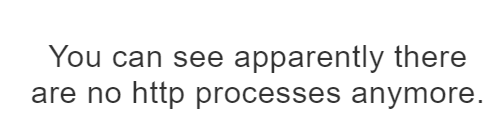 You can see apparently there
are no http processes anymore.